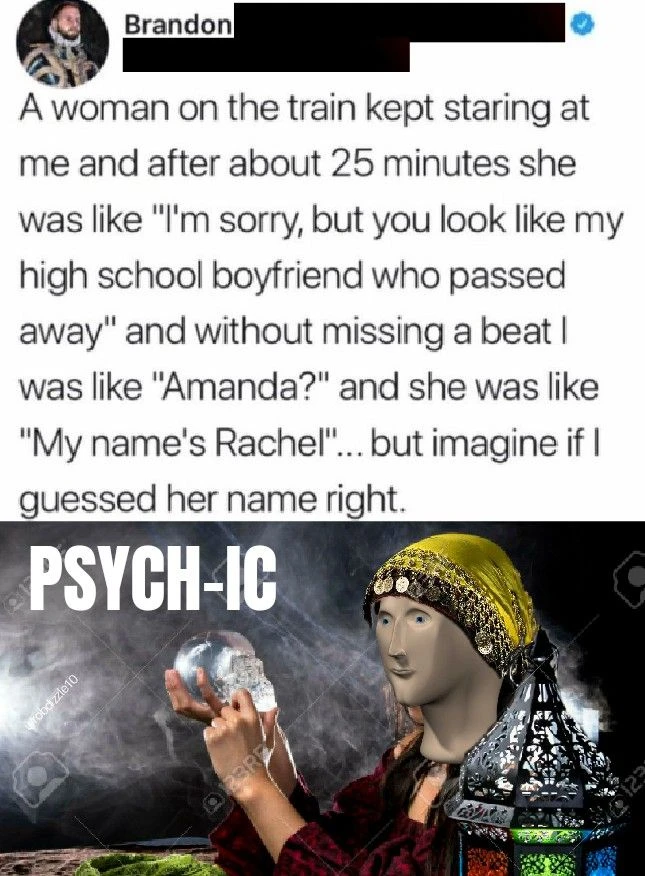 Brandon
A woman on the train kept staring at
me and after about 25 minutes she
was like "I'm sorry, but you look like my
high school boyfriend who passed
away" and without missing a beat I
was like "Amanda?" and she was like
"My name's Rachel"... but imagine if I
guessed her name right.
PSYCH-IC